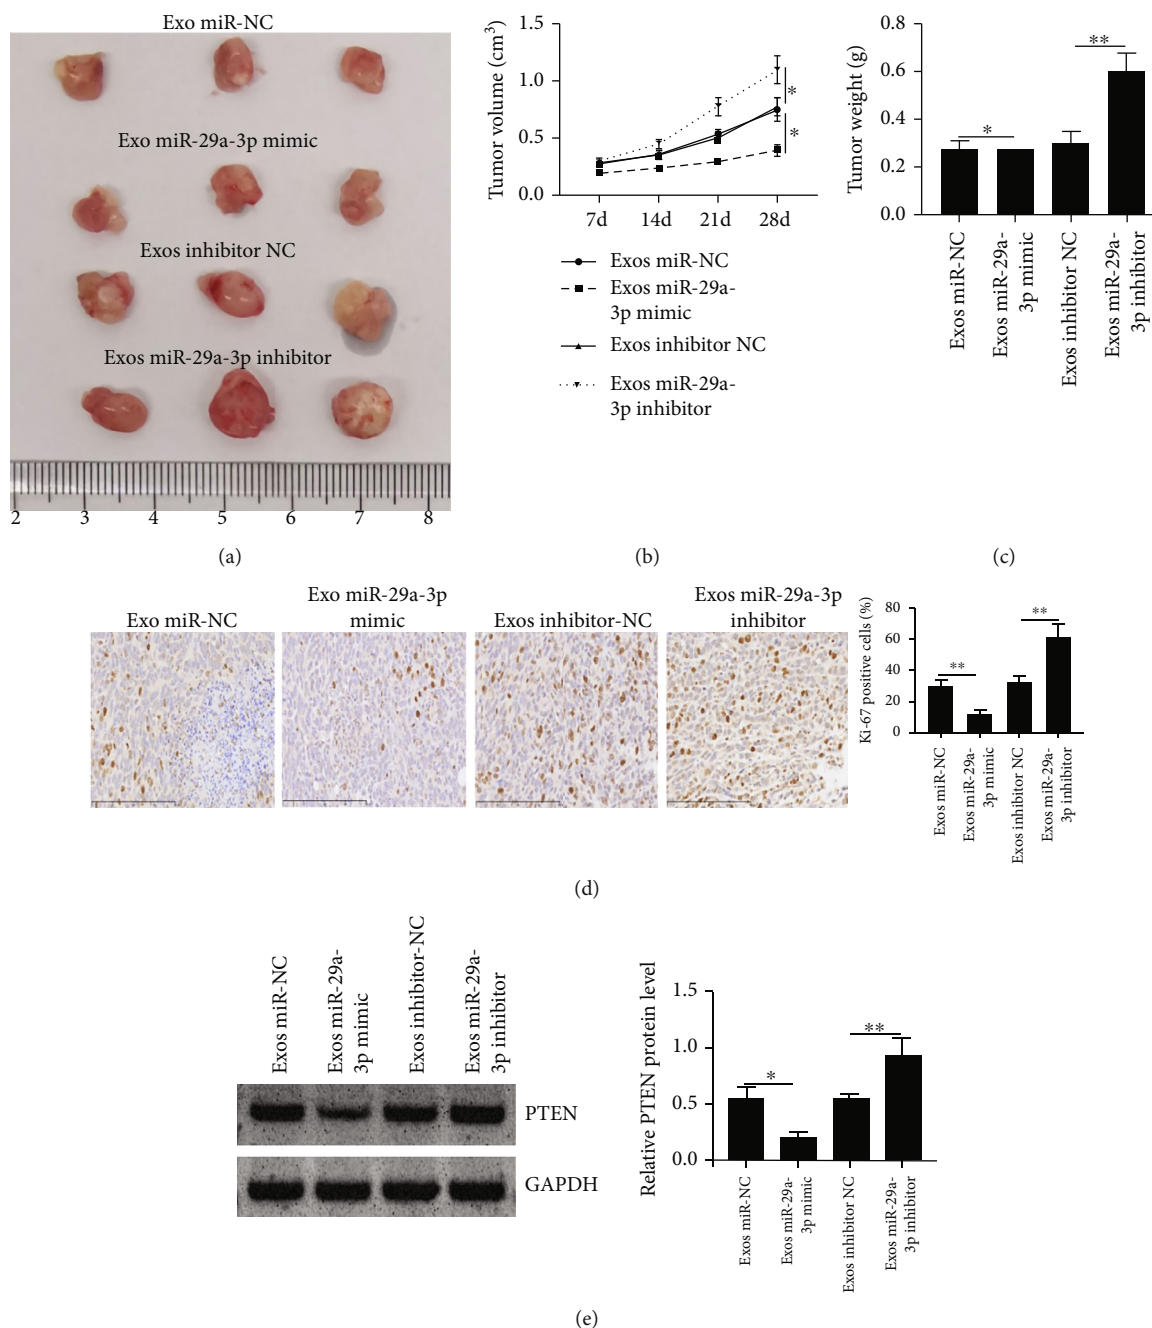 Exo miR-NC
Exo miR-29a-3p mimic
Exos inhibitor NC
Exos miR-29a-3p inhibitor
2 3 4 5 6 7 8
(a)
Tumor volume (cm³)
1.5
1.0
0.5
0.0
7d 14d 21d 28d
*
*
Exos miR-NC
Exos miR-29a-
3p mimic
Exos inhibitor NC
Exos miR-29a-
3p inhibitor
(b)
Tumor weight (g)
0.8
0.6
0.4
0.2
0.0
*
**
Exos miR-NC
Exos miR-29a-
3p mimic
Exos inhibitor NC
Exos miR-29a-
3p inhibitor
(c)
Exo miR-NC
Exo miR-29a-3p
mimic
Exos inhibitor-NC
Exos miR-29a-3p
inhibitor
Ki-67 positive cells (%)
80
60
40
20
0
**
**
Exos miR-NC
Exos miR-29a-
3p mimic
Exos inhibitor NC
Exos miR-29a-
3p inhibitor
(d)
Exos miR-NC
Exos miR-29a-
3p mimic
Exos inhibitor-NC
Exos miR-29a-
3p inhibitor
PTEN
GAPDH
Relative PTEN protein level
1.5
1.0
0.5
0.0
*
**
Exos miR-NC
Exos miR-29a-
3p mimic
Exos inhibitor NC
Exos miR-29a-
3p inhibitor
(e)